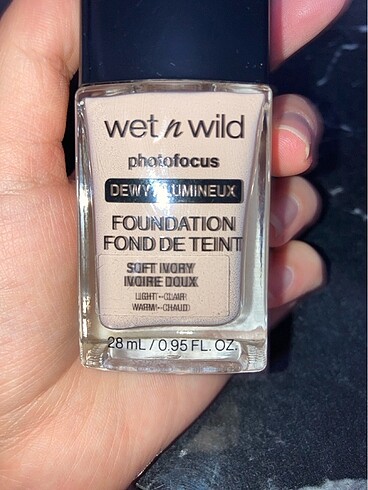 wet n wild
photofocus
DEWY LUMINEUX
FOUNDATION
FOND DE TEINT
SOFT IVORY
IVOIRE DOUX
LIGHT - CLAIR
WARM - CHAUD
28 mL / 0.95 FL. OZ.